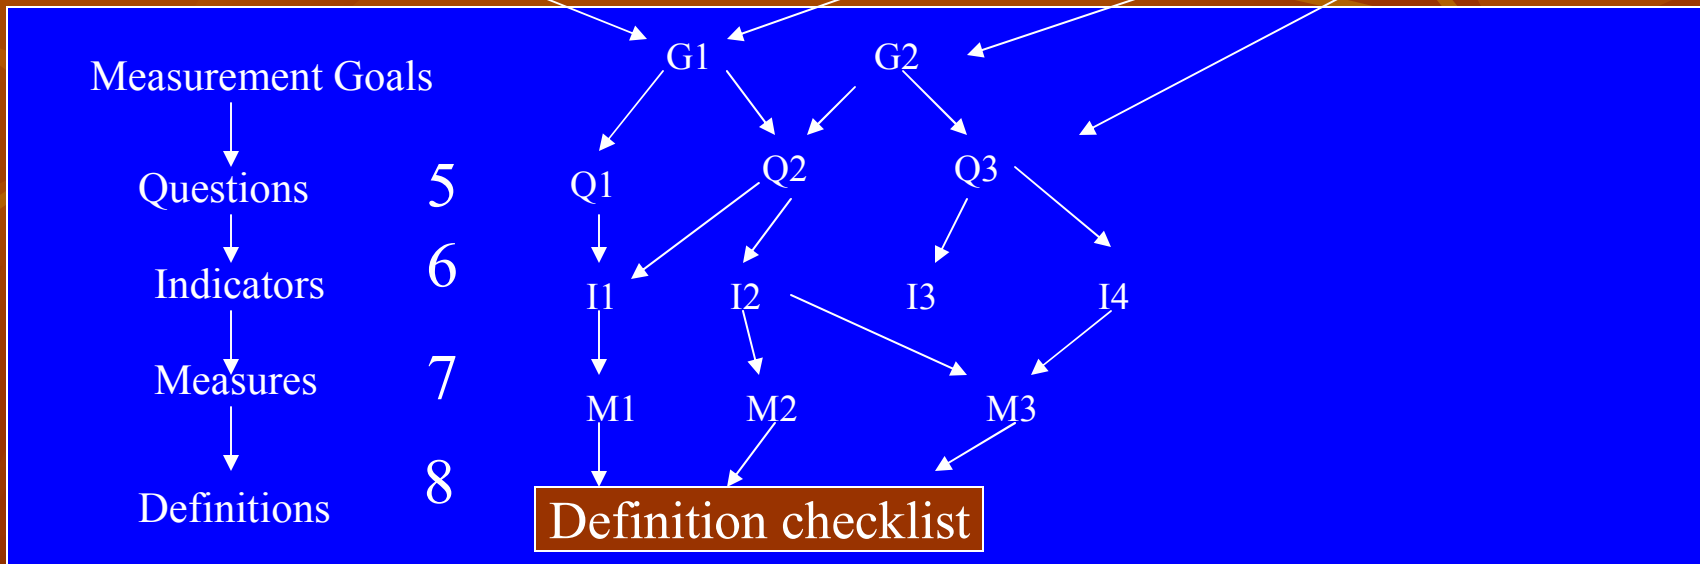 Measurement Goals
G1 G2
Questions 5 Q1 Q2 Q3
Indicators 6 I1 I2 I3 I4
Measures 7 M1 M2 M3
Definitions 8 Definition checklist